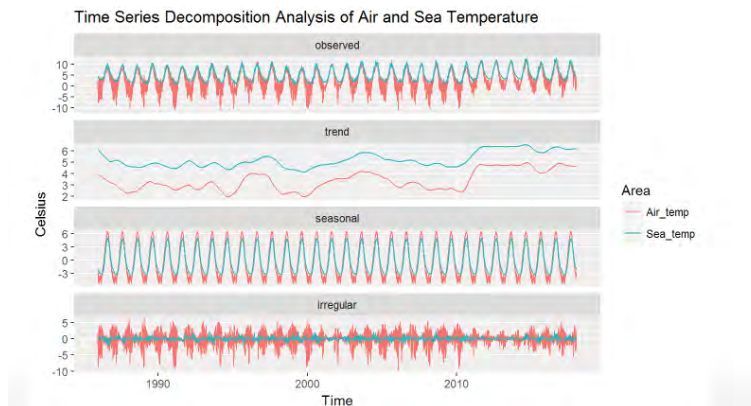 Time Series Decomposition Analysis of Air and Sea Temperature
observed
10
5
0
-5
-10
trend
6
5
4
3
2
Celsius
Area
Air_temp
Sea_temp
seasonal
6
3
0
-3
irregular
5
0
-5
-10
1990
2000
2010
Time